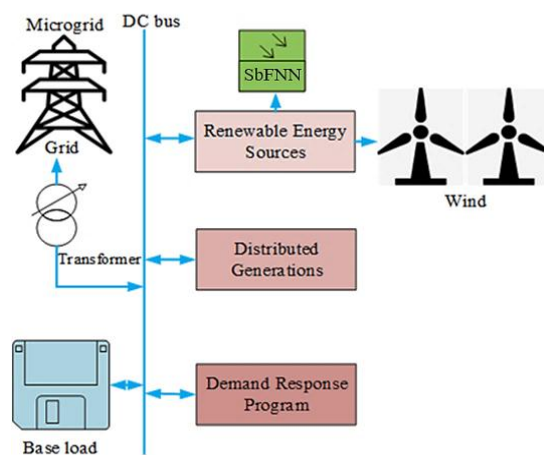 Microgrid
DC bus
SbFNN
Renewable Energy
Sources
Grid
Wind
Transformer
Distributed
Generations
Demand Response
Program
Base load